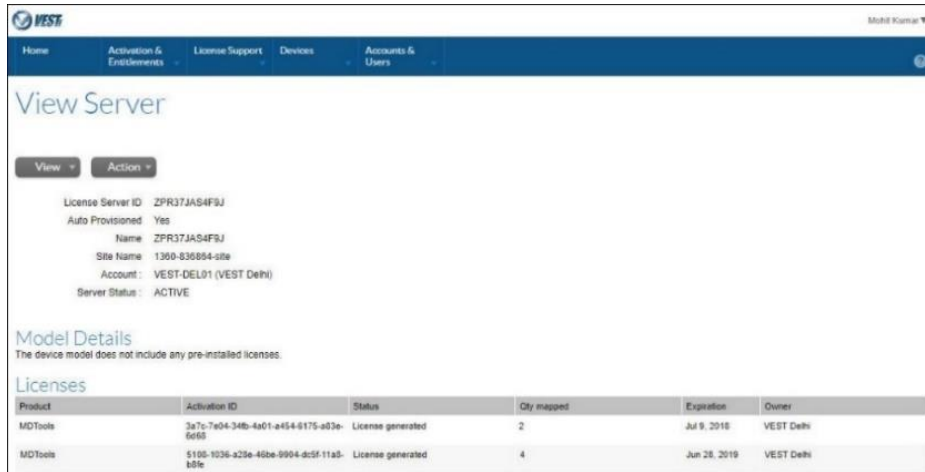 VEST
Mohit Kumar
Home Activation & Entitlements License Support Devices Accounts & Users
View Server
View Action
License Server ID ZPR37JAS4F9J
Auto Provisioned Yes
Name ZPR37JAS4F9J
Site Name 1360-836864-site
Account : VEST-DEL01 (VEST Delhi)
Server Status : ACTIVE
Model Details
The device model does not include any pre-installed licenses.
Licenses
Product Activation ID Status Qty mapped Expiration Owner
MDTools 3a7c-7e04-34fb-4a01-a454-6175-a83e- License generated 2 Jul 9, 2018 VEST Delhi
6d68
MDTools 5108-1036-a28e-46be-9904-dc5f-11a8- License generated 4 Jun 28, 2019 VEST Delhi
b8fe